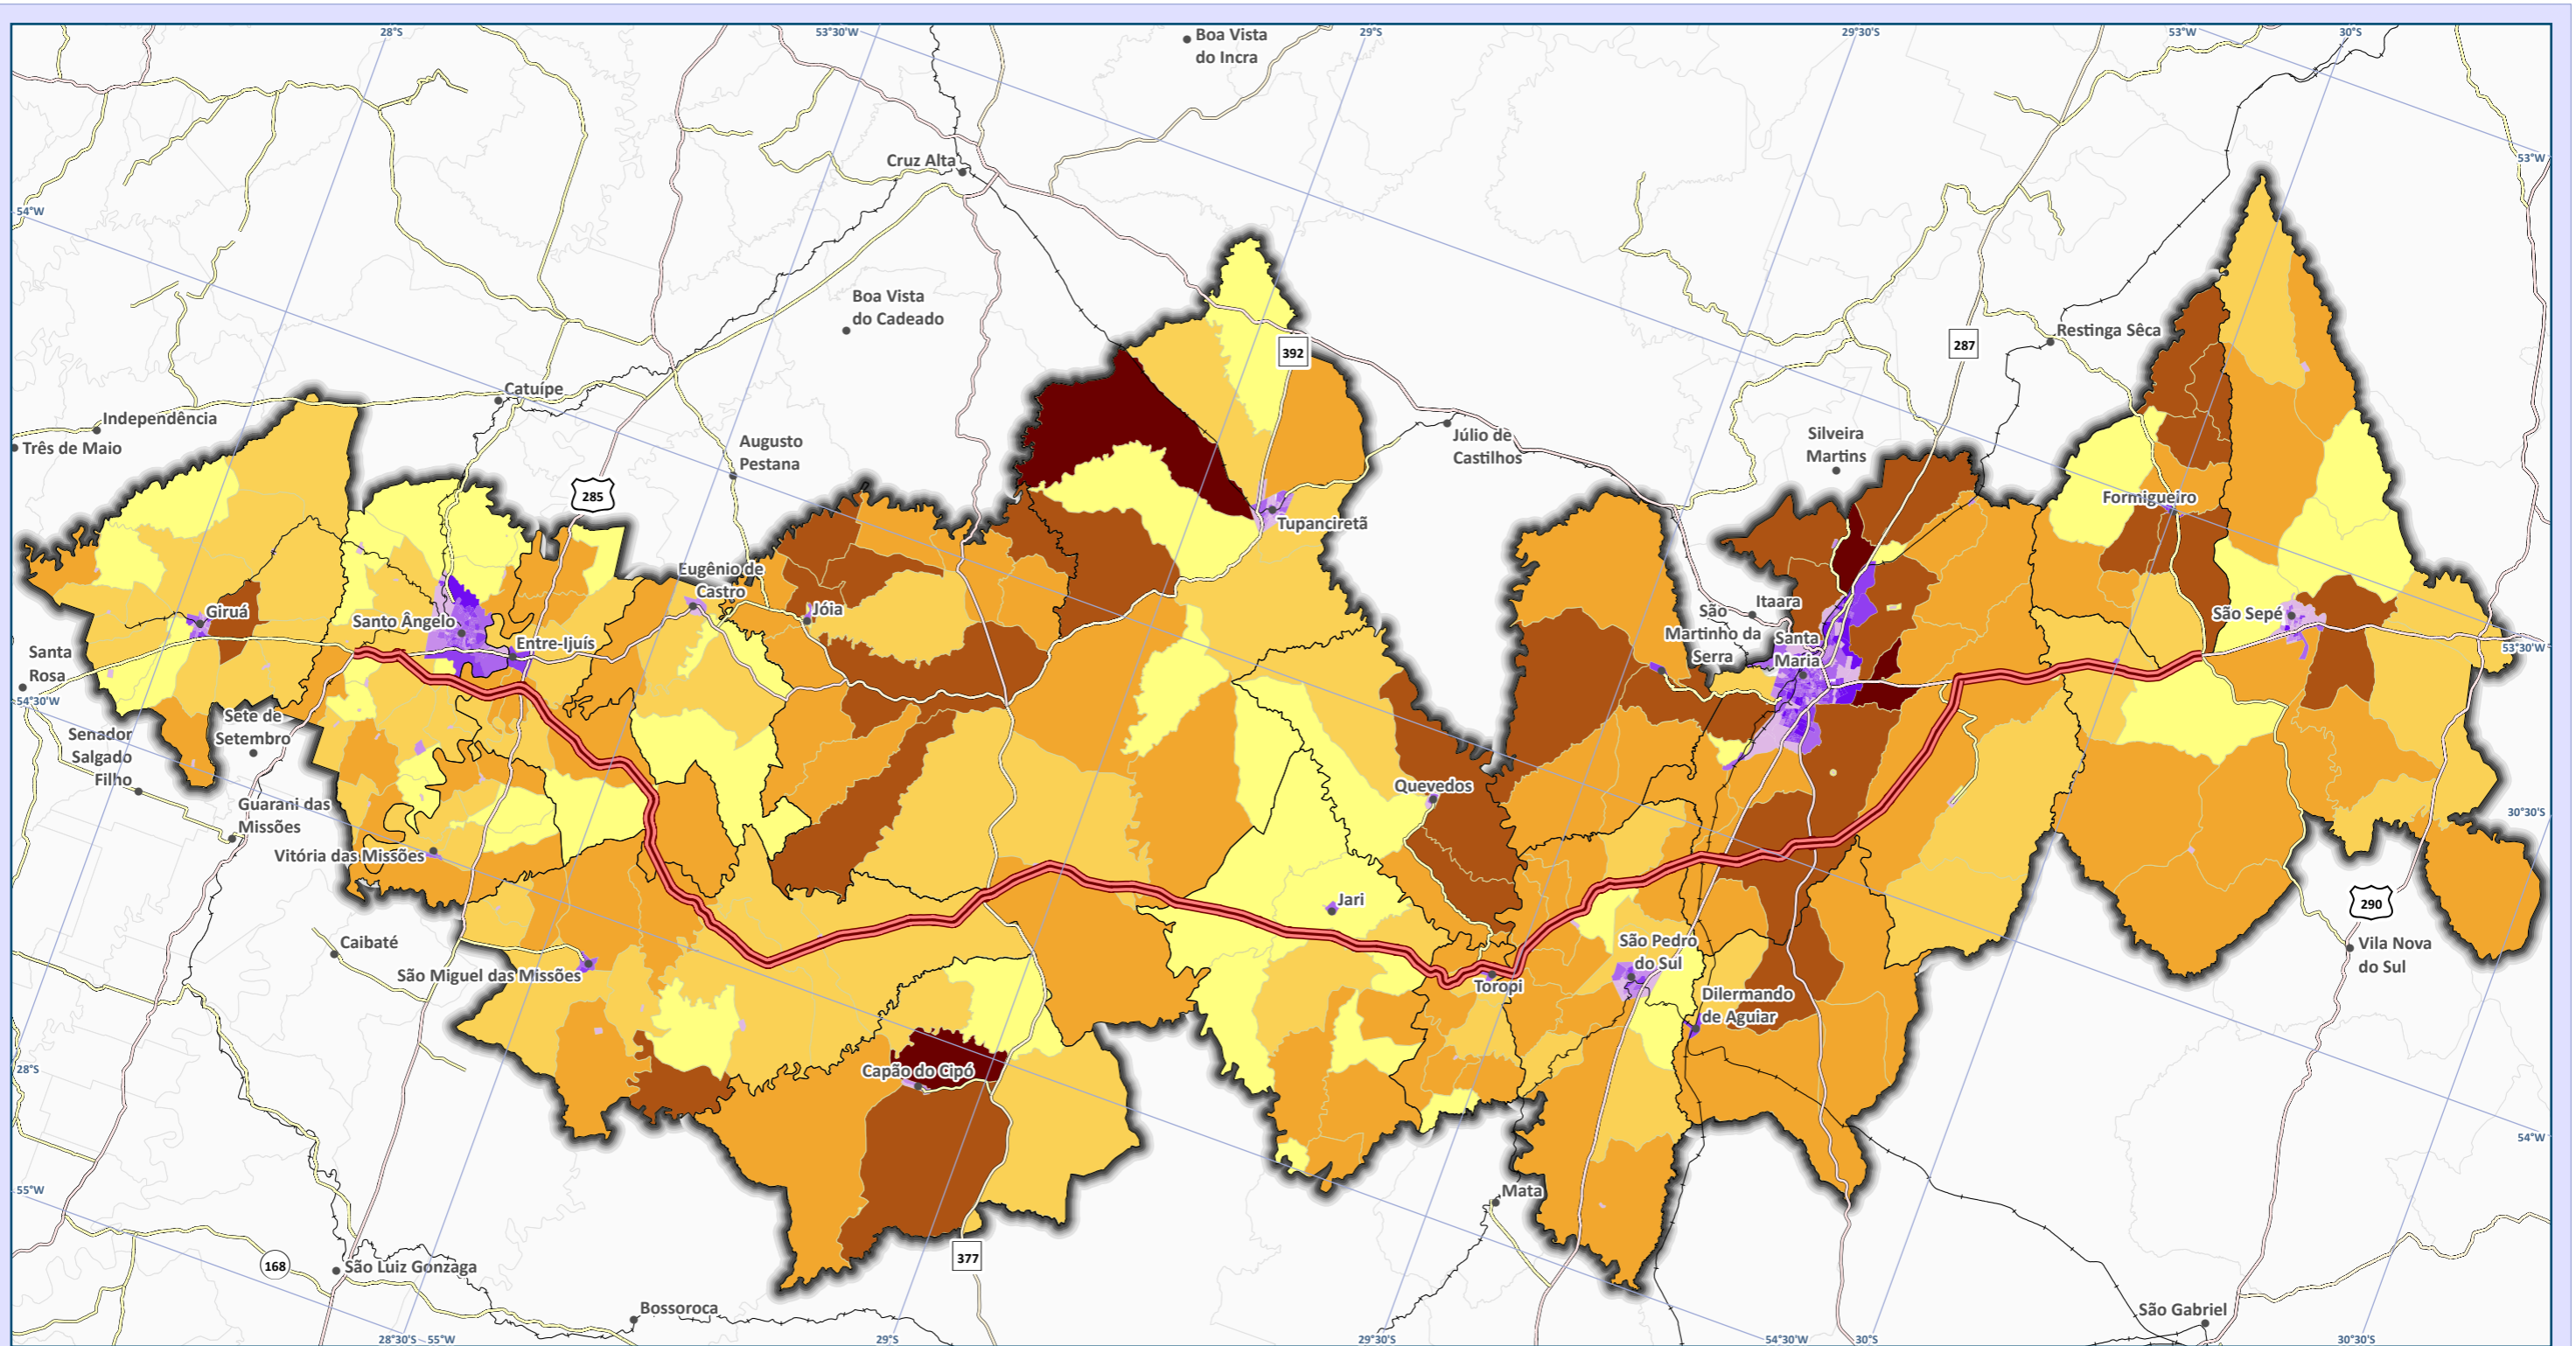 28°S
53°30'W
29°S
29°30'S
53°W
30°S
Boa Vista
do Incra
Cruz Alta
53°W
54°W
Boa Vista
do Cadeado
392
287
Restinga Sêca
Catuípe
Independência
Três de Maio
Augusto
Pestana
Júlio de
Castilhos
Silveira
Martins
285
Formigueiro
Tupanciretã
Eugênio de
Castro
Jóia
Giruá
Santo Ângelo
Entre-Ijuís
São
Martinho da
Serra
Itaara
Santa
Maria
São Sepé
53°30'W
Santa
Rosa
54°30'W
Sete de
Setembro
Senador
Salgado
Filho
Guarani das
Missões
Vitória das Missões
Quevedos
30°30'S
Jari
290
Caibaté
São Miguel das Missões
São Pedro
do Sul
Vila Nova
do Sul
Toropi
Dilermando
de Aguiar
28°S
Capão do Cipó
54°W
55°W
Mata
168
São Luiz Gonzaga
377
Bossoroca
São Gabriel
28°30'S
55°W
29°S
29°30'S
54°30'W
30°S
30°30'S